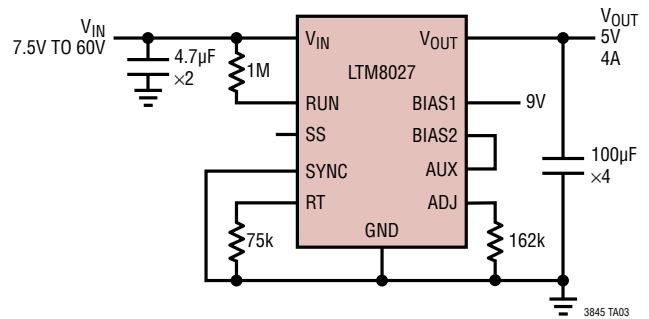 VIN
7.5V TO 60V
4.7µF
×2
1M
VIN
RUN
SS
SYNC
RT
LTM8027
VOUT
BIAS1
BIAS2
AUX
ADJ
GND
9V
VOUT
5V
4A
100µF
×4
75k
162k
3845 TA03